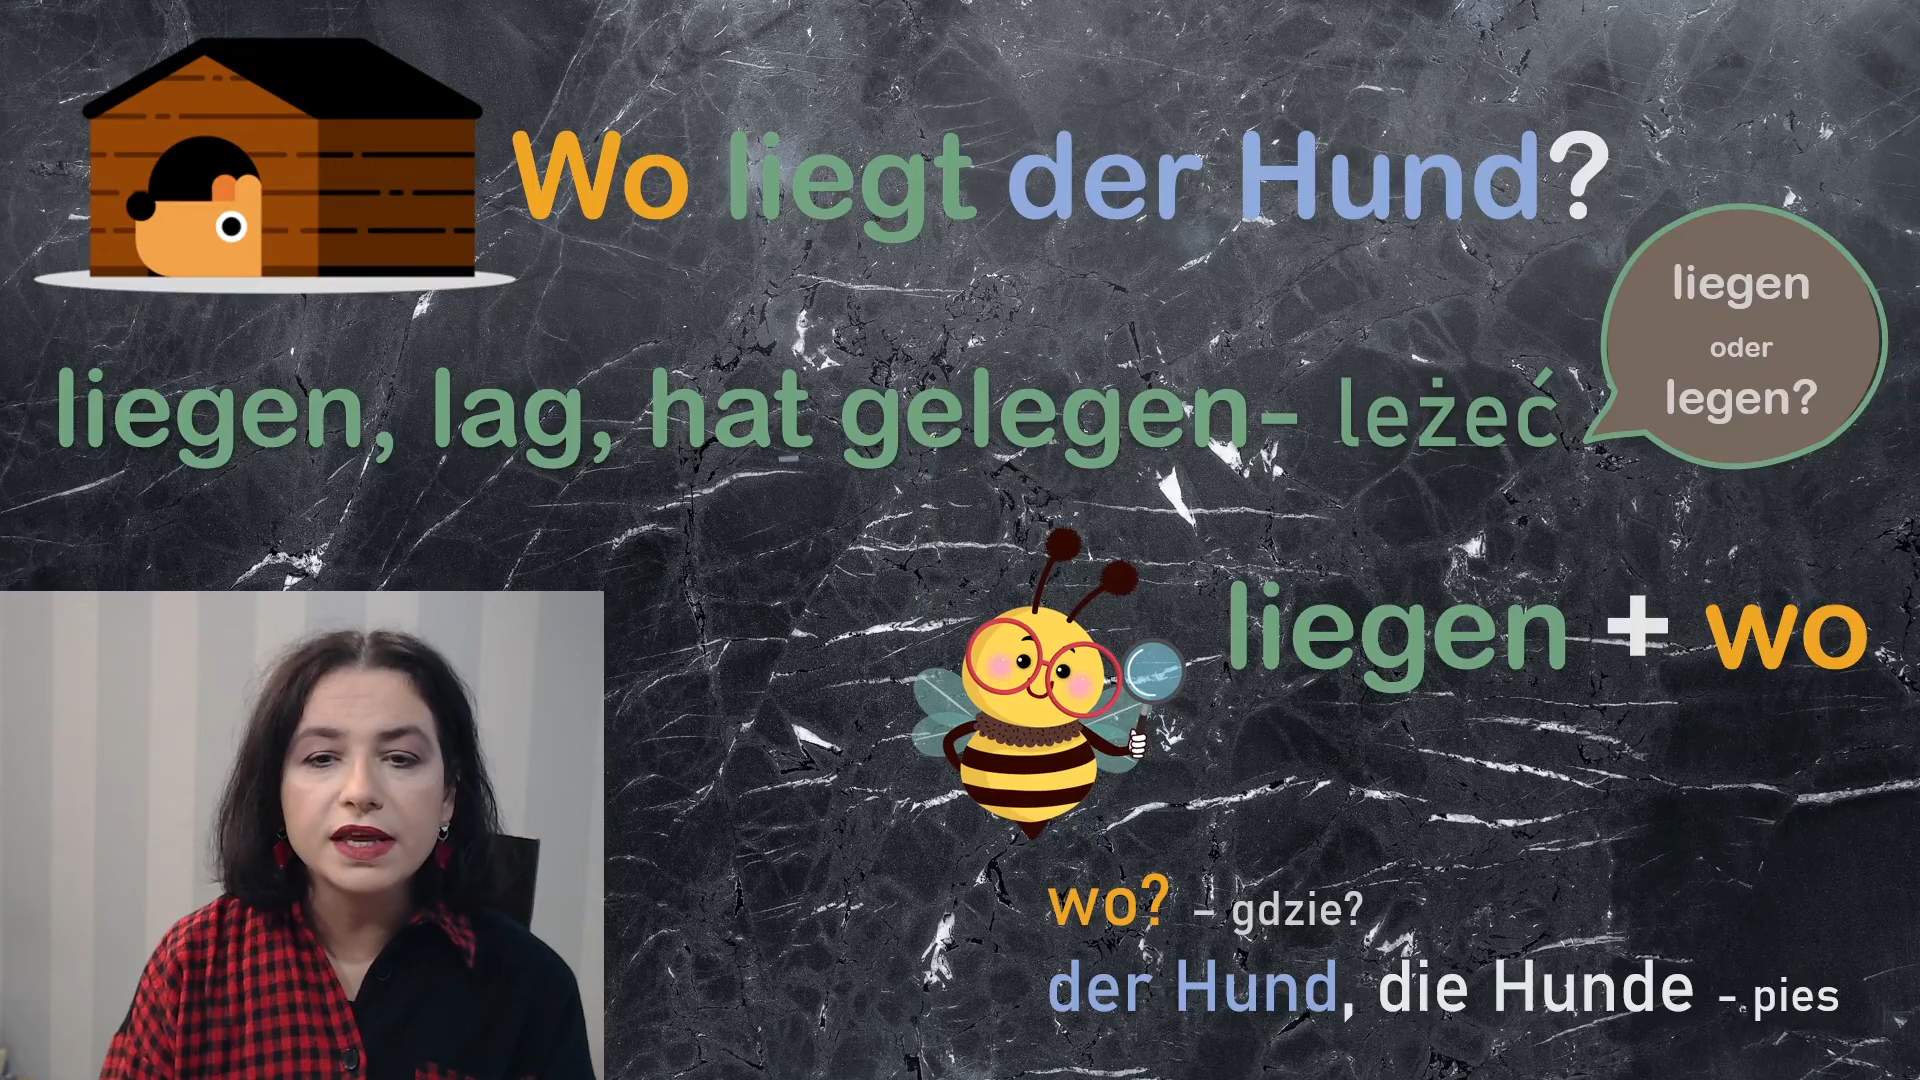 Wo liegt der Hund?
liegen
oder
legen?
liegen, lag, hat gelegen- leżeć
liegen + wo
wo? - gdzie?
der Hund, die Hunde - pies